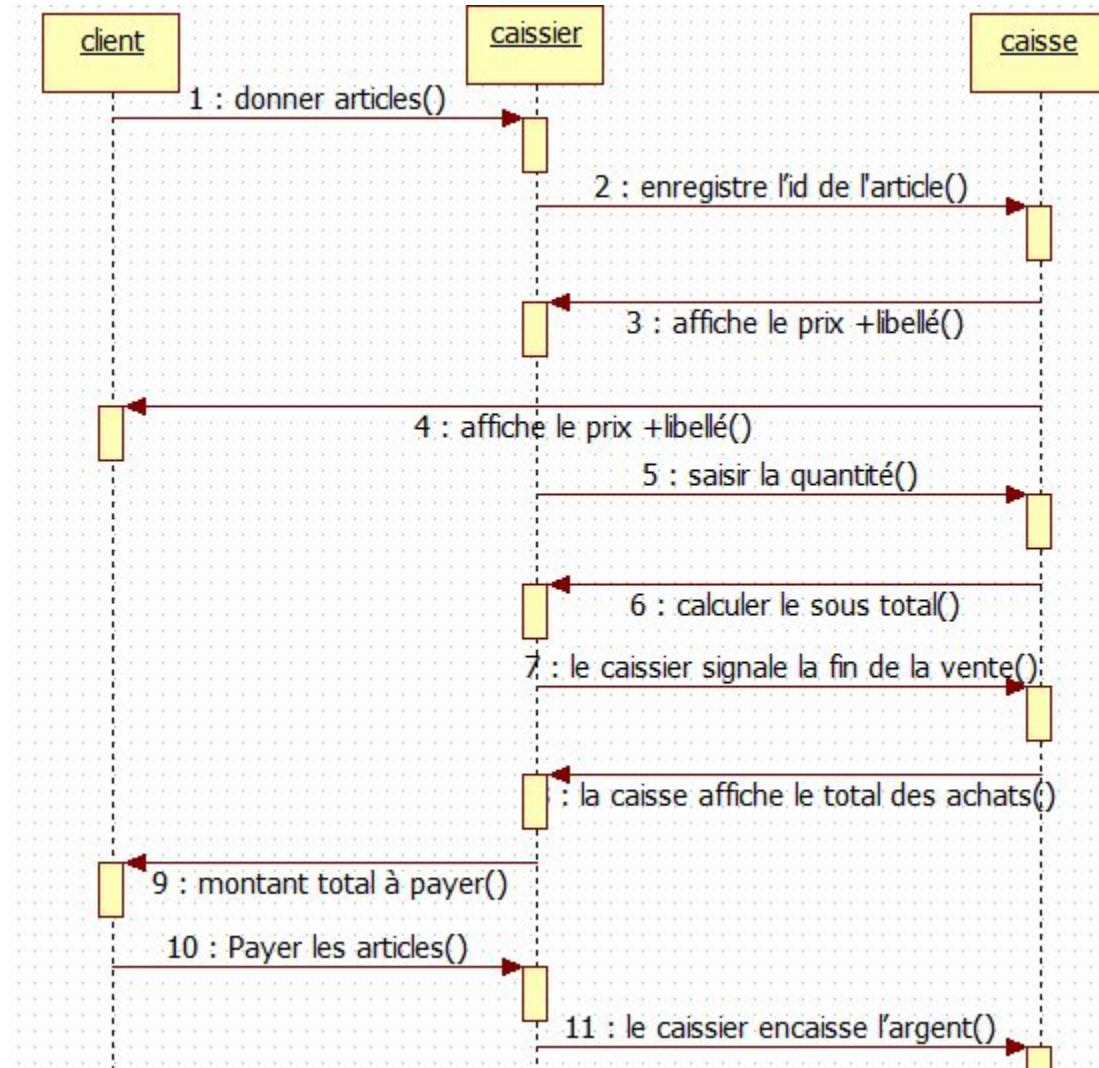 client
caissier
caisse
1 : donner articles()
2 : enregistre l'id de l'article()
3 : affiche le prix +libellé()
4 : affiche le prix +libellé()
5 : saisir la quantité()
6 : calculer le sous total()
7 : le caissier signale la fin de la vente()
: la caisse affiche le total des achats()
9 : montant total à payer()
10 : Payer les articles()
11 : le caissier encaisse l'argent()